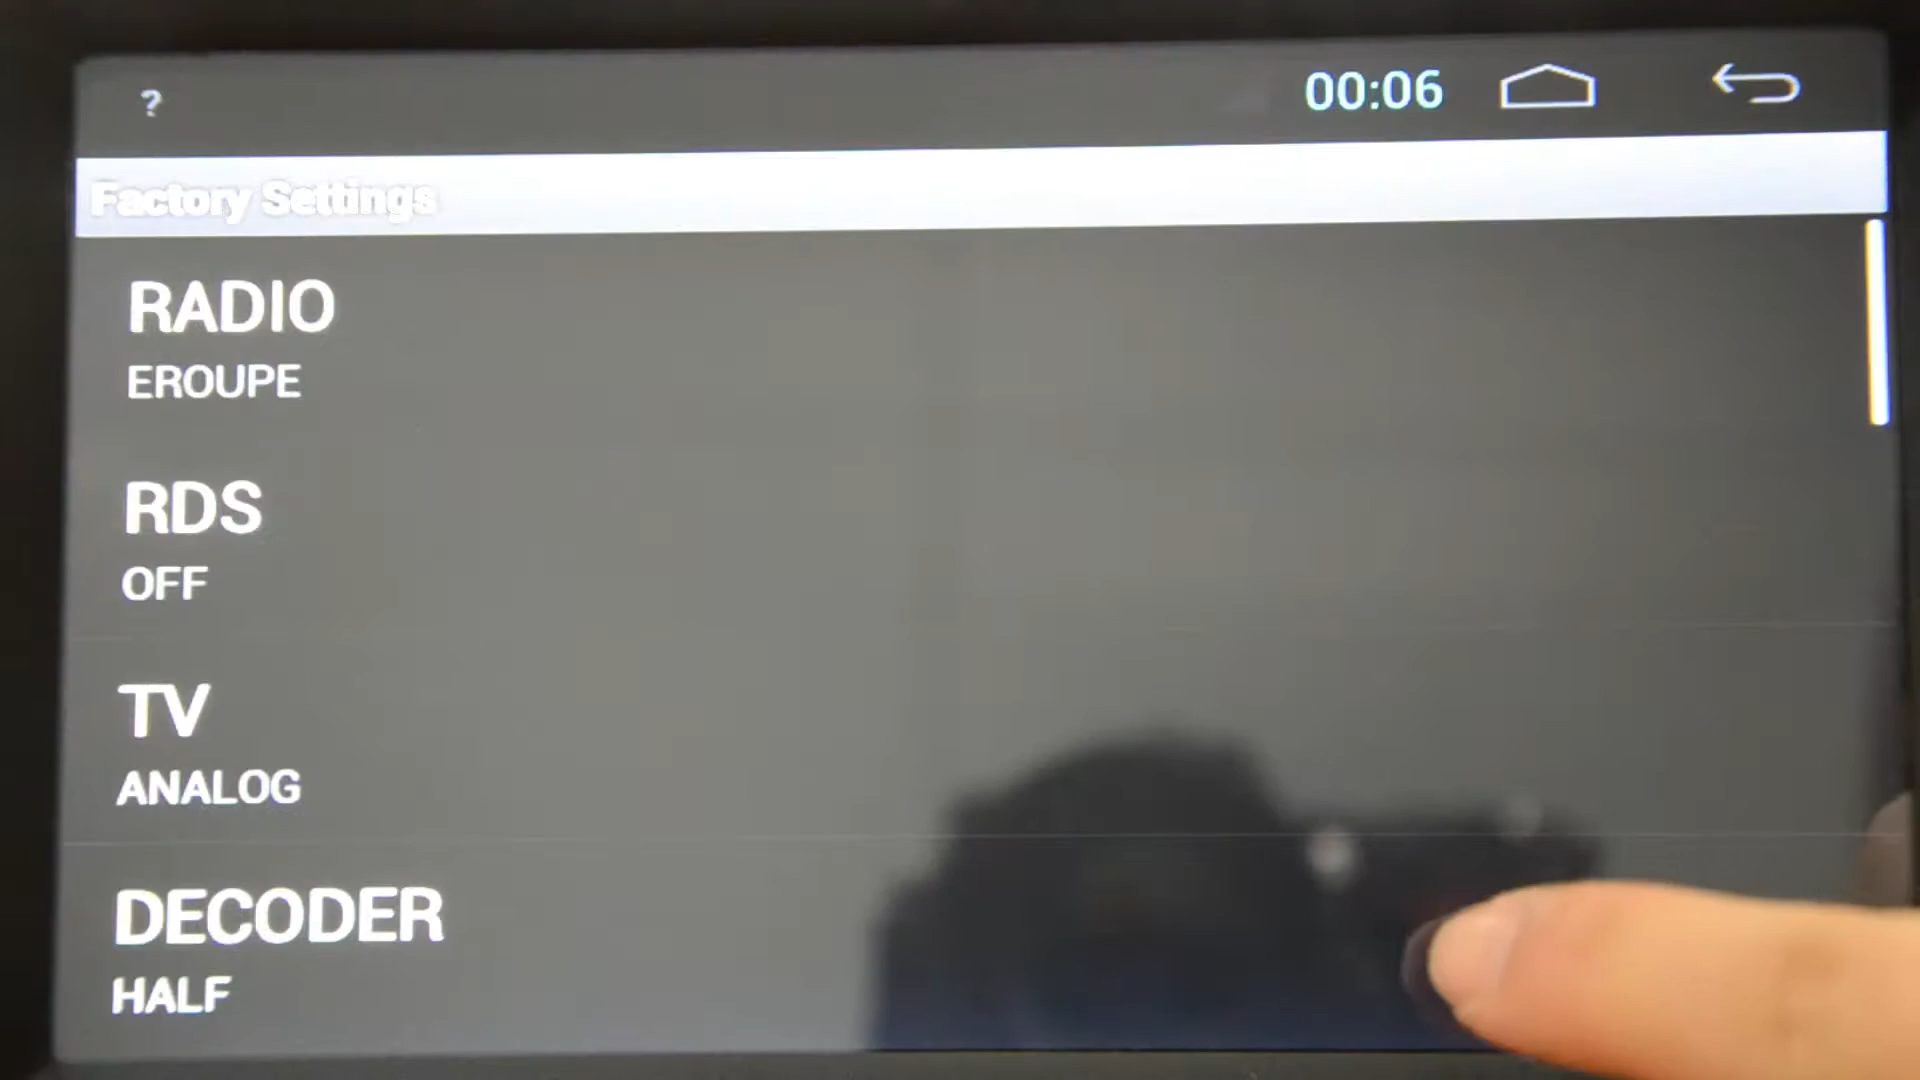 ?
00:06
Factory Settings
RADIO
EROUPE
RDS
OFF
TV
ANALOG
DECODER
HALF